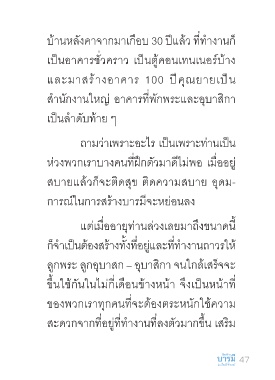 บ้านหลังคาจากมาเกือบ 30 ปีแล้ว ที่ทำงานก็
เป็นอาคารชั่วคราว เป็นตู้คอนเทนเนอร์บ้าง
และมาสร้างอาคาร 100 ปีคุณยายเป็น
สำนักงานใหญ่ อาคารที่พักพระและอุบาสิกา
เป็นลำดับท้าย ๆ
ถามว่าเพราะอะไร เป็นเพราะท่านเป็น
ห่วงพวกเราบางคนที่ฝึกตัวมาดีไม่พอ เมื่ออยู่
สบายแล้วก็จะติดสุข ติดความสบาย อุดม-
การณ์ในการสร้างบารมีจะหย่อนลง
แต่เมื่ออายุท่านล่วงเลยมาถึงขนาดนี้
ก็จำเป็นต้องสร้างทั้งที่อยู่และที่ทำงานถาวรให้
ลูกพระ ลูกอุบาสก – อุบาสิกา จนใกล้เสร็จจะ
ขึ้นใช้กันในไม่กี่เดือนข้างหน้า จึงเป็นหน้าที่
ของพวกเราทุกคนที่จะต้องตระหนักใช้ความ
สะดวกจากที่อยู่ที่ทำงานที่ลงตัวมากขึ้น เสริม
บารมี 47